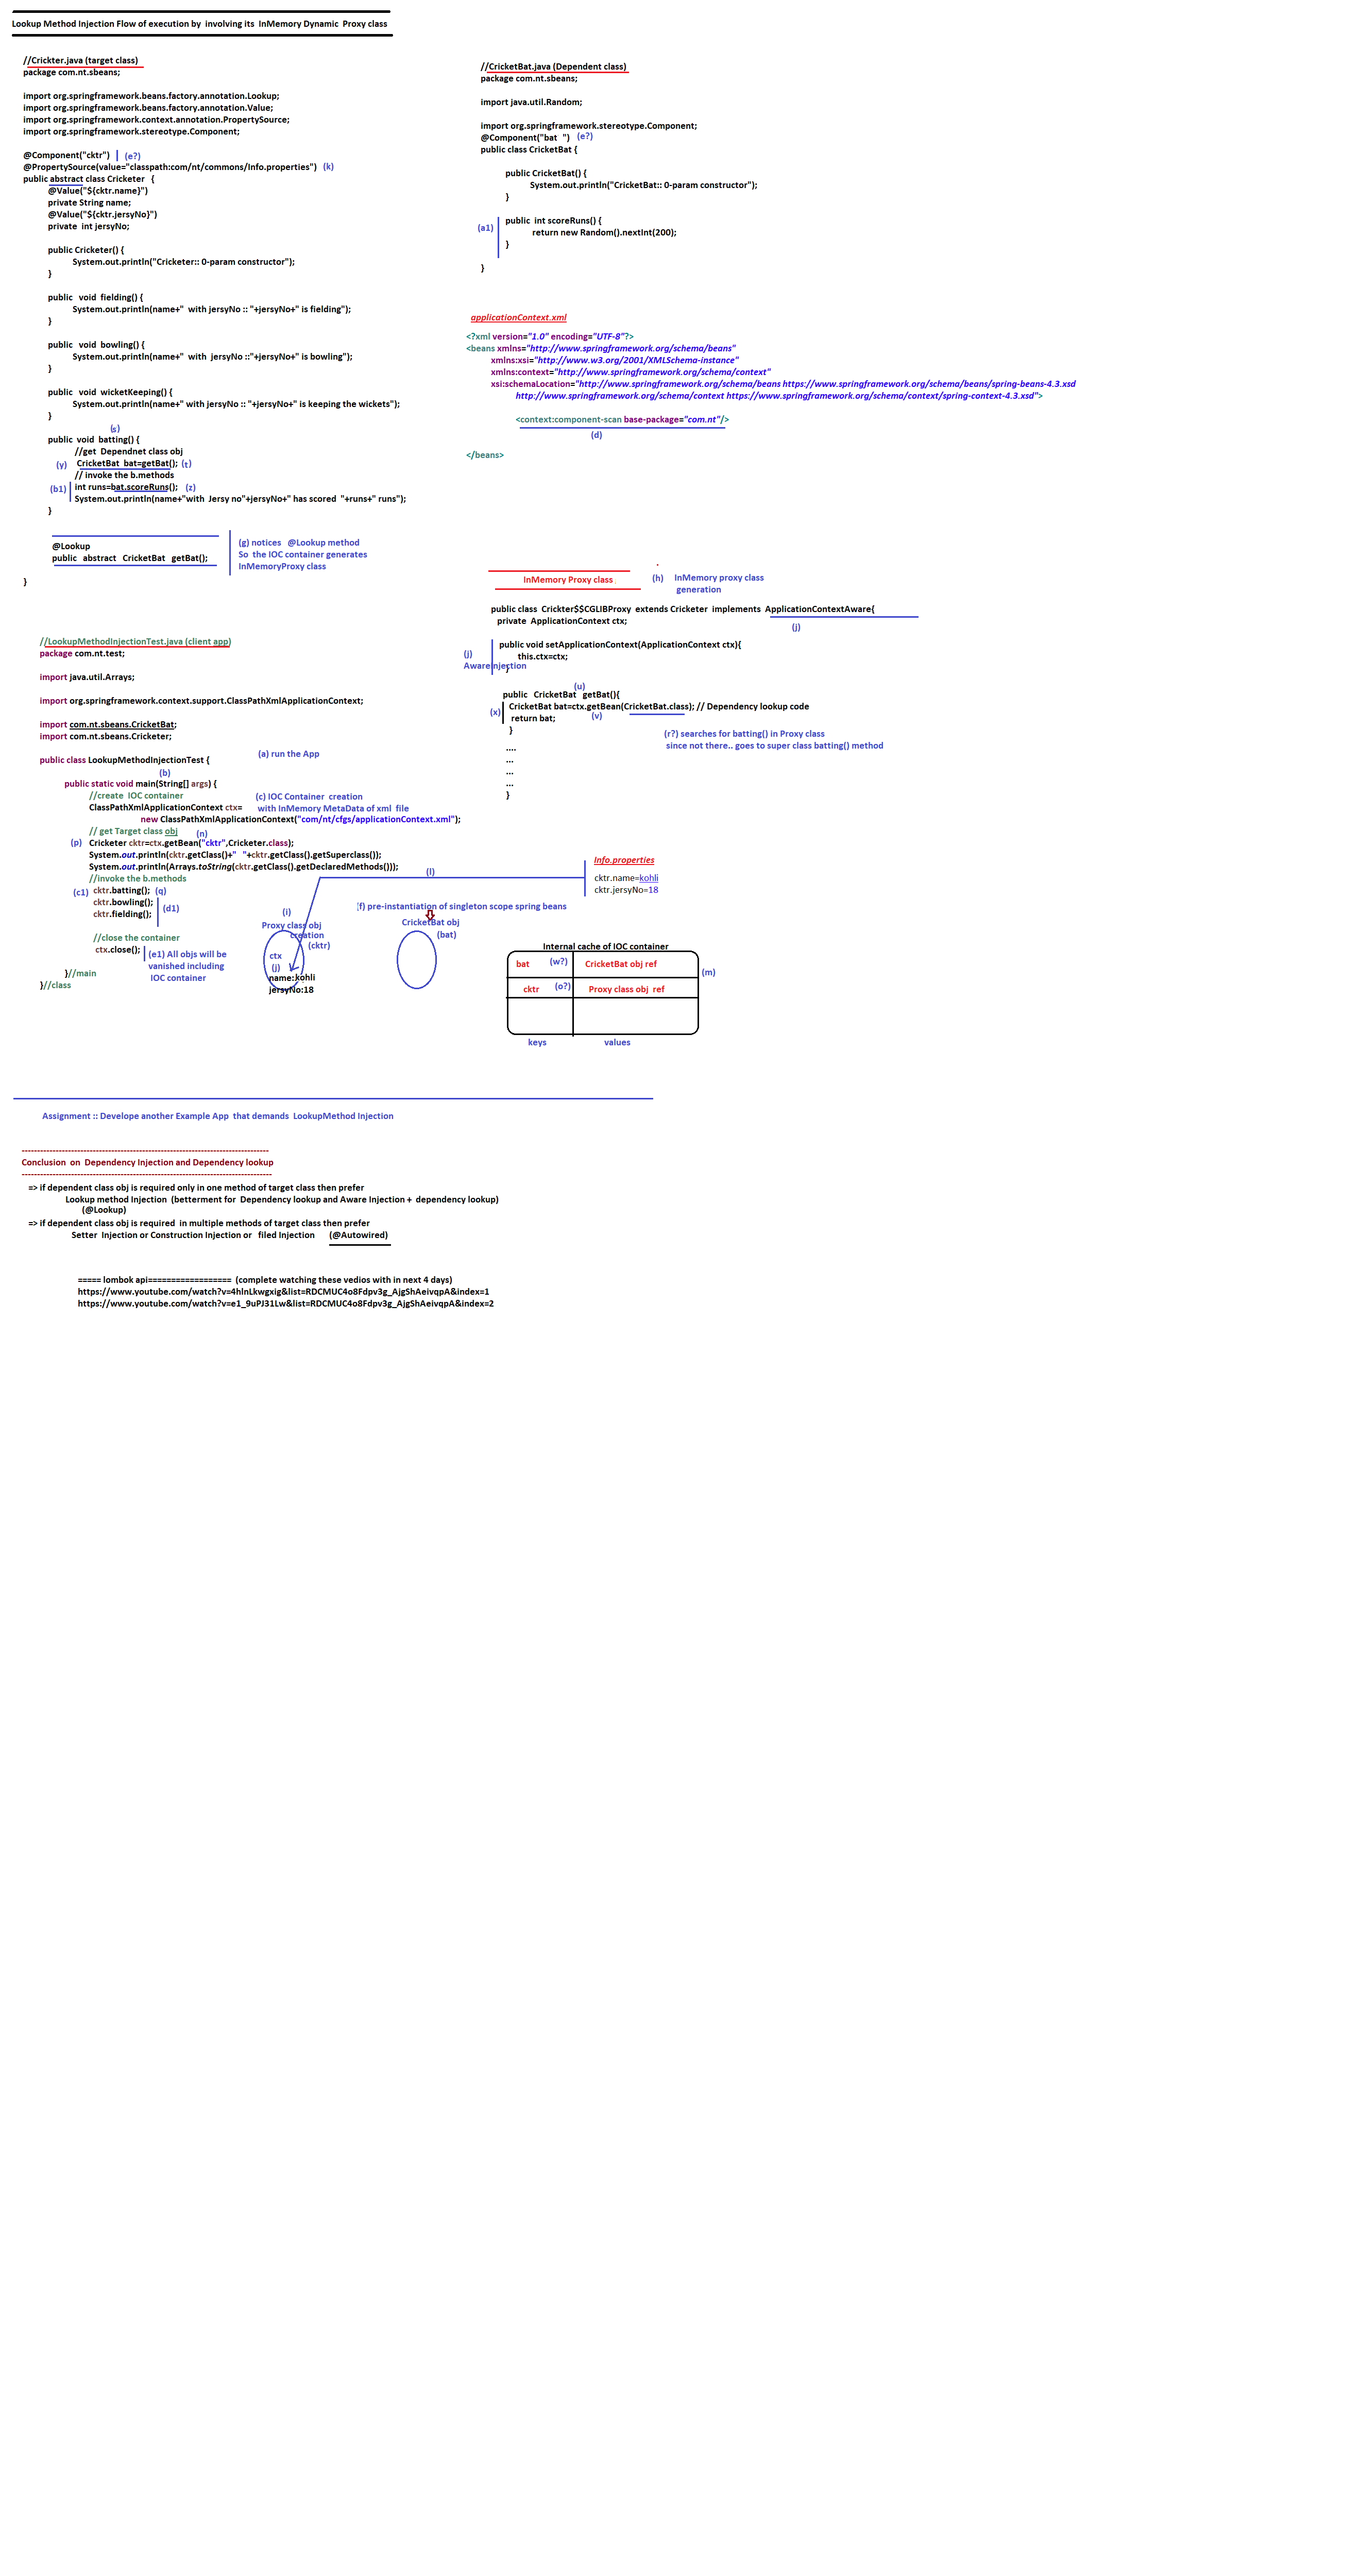 Lookup Method Injection Flow of execution by involving its InMemory Dynamic Proxy class
//Crickter.java (target class)
package com.nt.sbeans;
import org.springframework.beans.factory.annotation.Lookup;
import org.springframework.beans.factory.annotation.Value;
import org.springframework.context.annotation.PropertySource;
import org.springframework.stereotype.Component;
@Component("cktr") (e?)
@PropertySource(value="classpath:com/nt/commons/Info.properties") (k)
public abstract class Cricketer {
@Value("${cktr.name}")
private String name;
@Value("${cktr.jersyNo}")
private int jersyNo;
public Cricketer() {
System.out.println("Cricketer:: 0-param constructor");
}
public void fielding() {
System.out.println(name+" with jersyNo :: "+jersyNo+" is fielding");
}
public void bowling() {
System.out.println(name+" with jersyNo ::"+jersyNo+" is bowling");
}
public void wicketKeeping() {
System.out.println(name+" with jersyNo :: "+jersyNo+" is keeping the wickets");
}
(s)
public void batting() {
//get Dependnet class obj
(y) CricketBat bat=getBat(); (t)
// invoke the b.methods
(b1) int runs=bat.scoreRuns(); (z)
System.out.println(name+"with Jersy no"+jersyNo+" has scored "+runs+" runs");
}
@Lookup
public abstract CricketBat getBat();
(g) notices @Lookup method
So the IOC container generates
InMemoryProxy class
}
//CricketBat.java (Dependent class)
package com.nt.sbeans;
import java.util.Random;
import org.springframework.stereotype.Component;
@Component("bat ") (e?)
public class CricketBat {
public CricketBat() {
System.out.println("CricketBat:: 0-param constructor");
}
(a1) public int scoreRuns() {
return new Random().nextInt(200);
}
}
applicationContext.xml
<?xml version="1.0" encoding="UTF-8"?>
<beans xmlns="http://www.springframework.org/schema/beans"
xmlns:xsi="http://www.w3.org/2001/XMLSchema-instance"
xmlns:context="http://www.springframework.org/schema/context"
xsi:schemaLocation="http://www.springframework.org/schema/beans https://www.springframework.org/schema/beans/spring-beans-4.3.xsd
http://www.springframework.org/schema/context https://www.springframework.org/schema/context/spring-context-4.3.xsd">
<context:component-scan base-package="com.nt"/>
(d)
</beans>
InMemory Proxy class
(h) InMemory proxy class
generation
public class Crickter$$CGLIBProxy extends Cricketer implements ApplicationContextAware{
private ApplicationContext ctx;
(j)
public void setApplicationContext(ApplicationContext ctx){
(j) this.ctx=ctx;
AwareInjection }
(u)
public CricketBat getBat(){
(x) CricketBat bat=ctx.getBean(CricketBat.class); // Dependency lookup code
return bat; (v)
}
(r?) searches for batting() in Proxy class
since not there.. goes to super class batting() method
....
...
...
...
}
//LookupMethodInjectionTest.java (client app)
package com.nt.test;
import java.util.Arrays;
import org.springframework.context.support.ClassPathXmlApplicationContext;
import com.nt.sbeans.CricketBat;
import com.nt.sbeans.Cricketer;
public class LookupMethodInjectionTest { (a) run the App
(b)
public static void main(String[] args) {
//create IOC container
ClassPathXmlApplicationContext ctx=
(c) IOC Container creation
with InMemory MetaData of xml file
new ClassPathXmlApplicationContext("com/nt/cfgs/applicationContext.xml");
// get Target class obj (n)
(p) Cricketer cktr=ctx.getBean("cktr",Cricketer.class);
System.out.println(cktr.getClass()+" "+cktr.getClass().getSuperclass());
System.out.println(Arrays.toString(cktr.getClass().getDeclaredMethods()));
//invoke the b.methods
(c1) cktr.batting(); (q)
cktr.bowling(); (d1)
cktr.fielding();
//close the container
ctx.close();
(e1) All objs will be
vanished including
IOC container
}//main
}//class
(l)
Info.properties
cktr.name=kohli
cktr.jersyNo=18
(f) pre-instantiation of singleton scope spring beans
(i)
Proxy class obj
creation
(cktr)
ctx
(j)
name:kohli
jersyNo:18
CricketBat obj
(bat)
Internal cache of IOC container
bat (w?) CricketBat obj ref
(m)
cktr (o?) Proxy class obj ref
keys values
Assignment :: Develope another Example App that demands LookupMethod Injection
--------------------------------------------------------------------------------
Conclusion on Dependency Injection and Dependency lookup
---------------------------------------------------------------------------------
=> if dependent class obj is required only in one method of target class then prefer
Lookup method Injection (betterment for Dependency lookup and Aware Injection + dependency lookup)
(@Lookup)
=> if dependent class obj is required in multiple methods of target class then prefer
Setter Injection or Construction Injection or filed Injection (@Autowired)
===== lombok api================== (complete watching these vedios with in next 4 days)
https://www.youtube.com/watch?v=4hlnLkwgxig&list=RDCMUC4o8Fdpv3g_AjgShAeivqpA&index=1
https://www.youtube.com/watch?v=e1_9uPJ31Lw&list=RDCMUC4o8Fdpv3g_AjgShAeivqpA&index=2